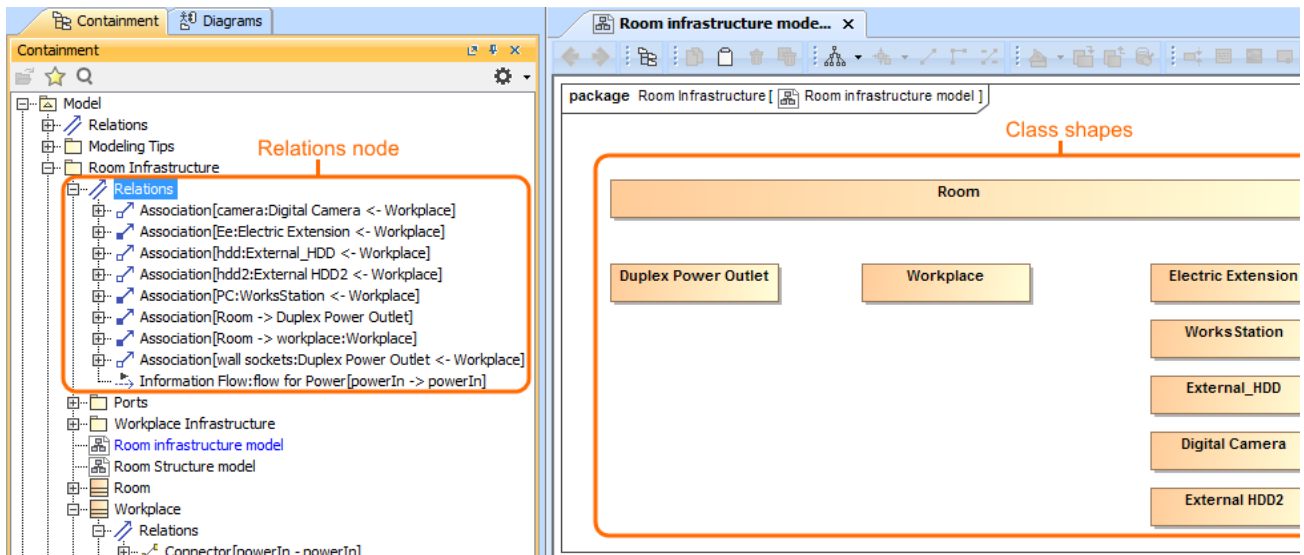 Containment
Diagrams
Containment
Model
Relations
Modeling Tips
Relations node
Room Infrastructure
Relations
Association[camera:Digital Camera <- Workplace]
Association[Ee:Electric Extension <- Workplace]
Association[hdd:External_HDD <- Workplace]
Association[hdd2:External HDD2 <- Workplace]
Association[PC:WorksStation <- Workplace]
Association[Room -> Duplex Power Outlet]
Association[Room -> workplace:Workplace]
Association[wall sockets:Duplex Power Outlet <- Workplace]
Information Flow:flow for Power[powerIn -> powerIn]
Ports
Workplace Infrastructure
Room infrastructure model
Room Structure model
Room
Workplace
Relations
Connector[powerIn - powerIn]
Room infrastructure mode...
package Room Infrastructure [ Room infrastructure model ]
Class shapes
Room
Duplex Power Outlet
Workplace
Electric Extension
WorksStation
External_HDD
Digital Camera
External HDD2